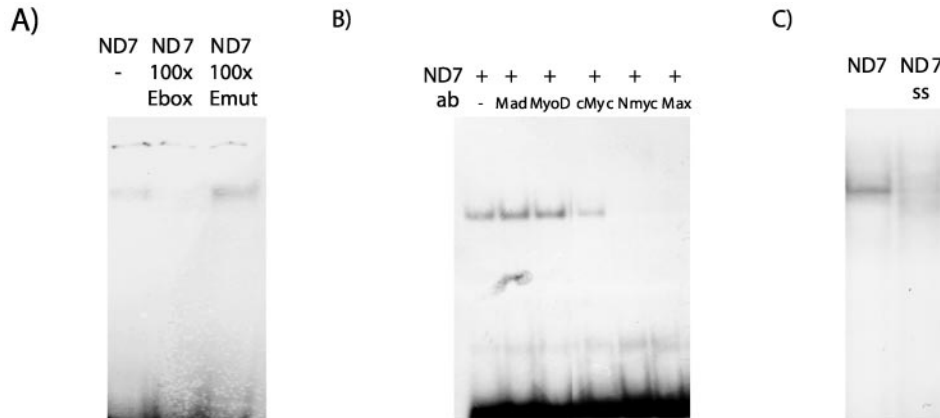 A)
ND7 ND7 ND7
- 100x 100x
Ebox Emut
B)
ND7 + + + + + +
ab - Mad MyoD cMyc Nmyc Max
C)
ND7 ND7
ss